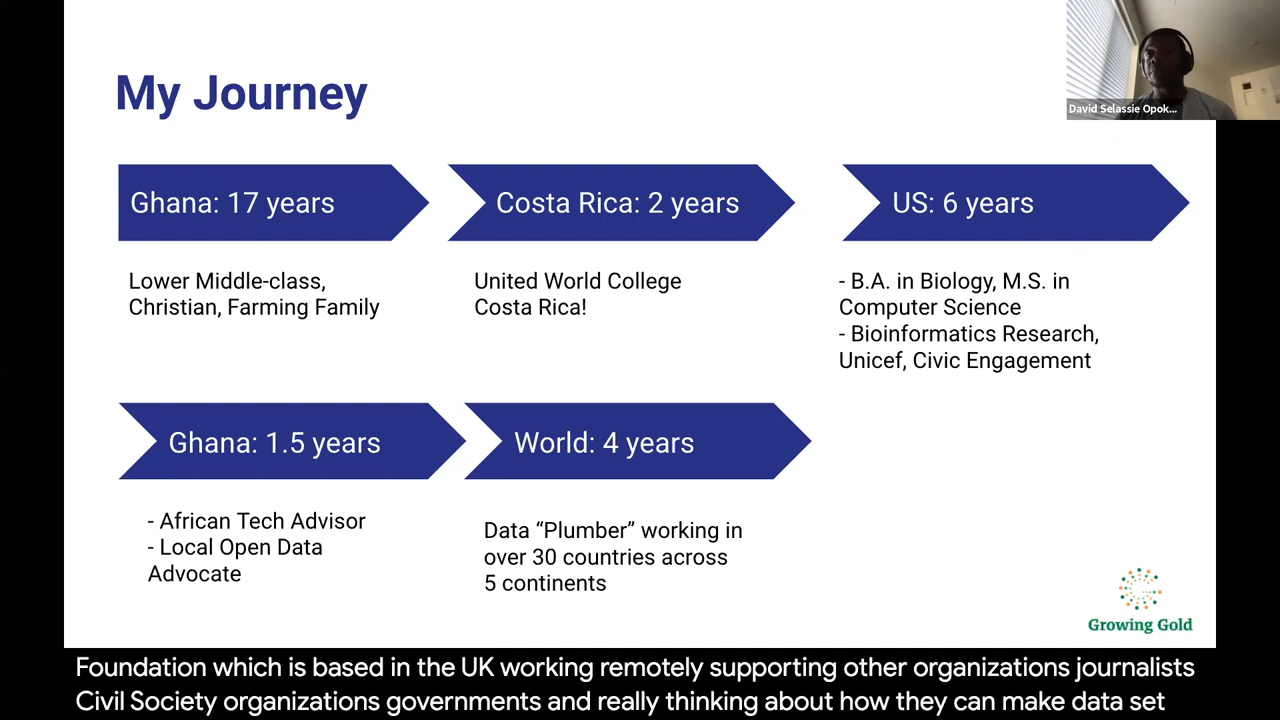 My Journey
David Selassie Opok...
Ghana: 17 years
Costa Rica: 2 years
US: 6 years
Lower Middle-class,
Christian, Farming Family
United World College
Costa Rica!
- B.A. in Biology, M.S. in
Computer Science
- Bioinformatics Research,
Unicef, Civic Engagement
Ghana: 1.5 years
World: 4 years
- African Tech Advisor
- Local Open Data
Advocate
Data “Plumber” working in
over 30 countries across
5 continents
Growing Gold
Foundation which is based in the UK working remotely supporting other organizations journalists
Civil Society organizations governments and really thinking about how they can make data set